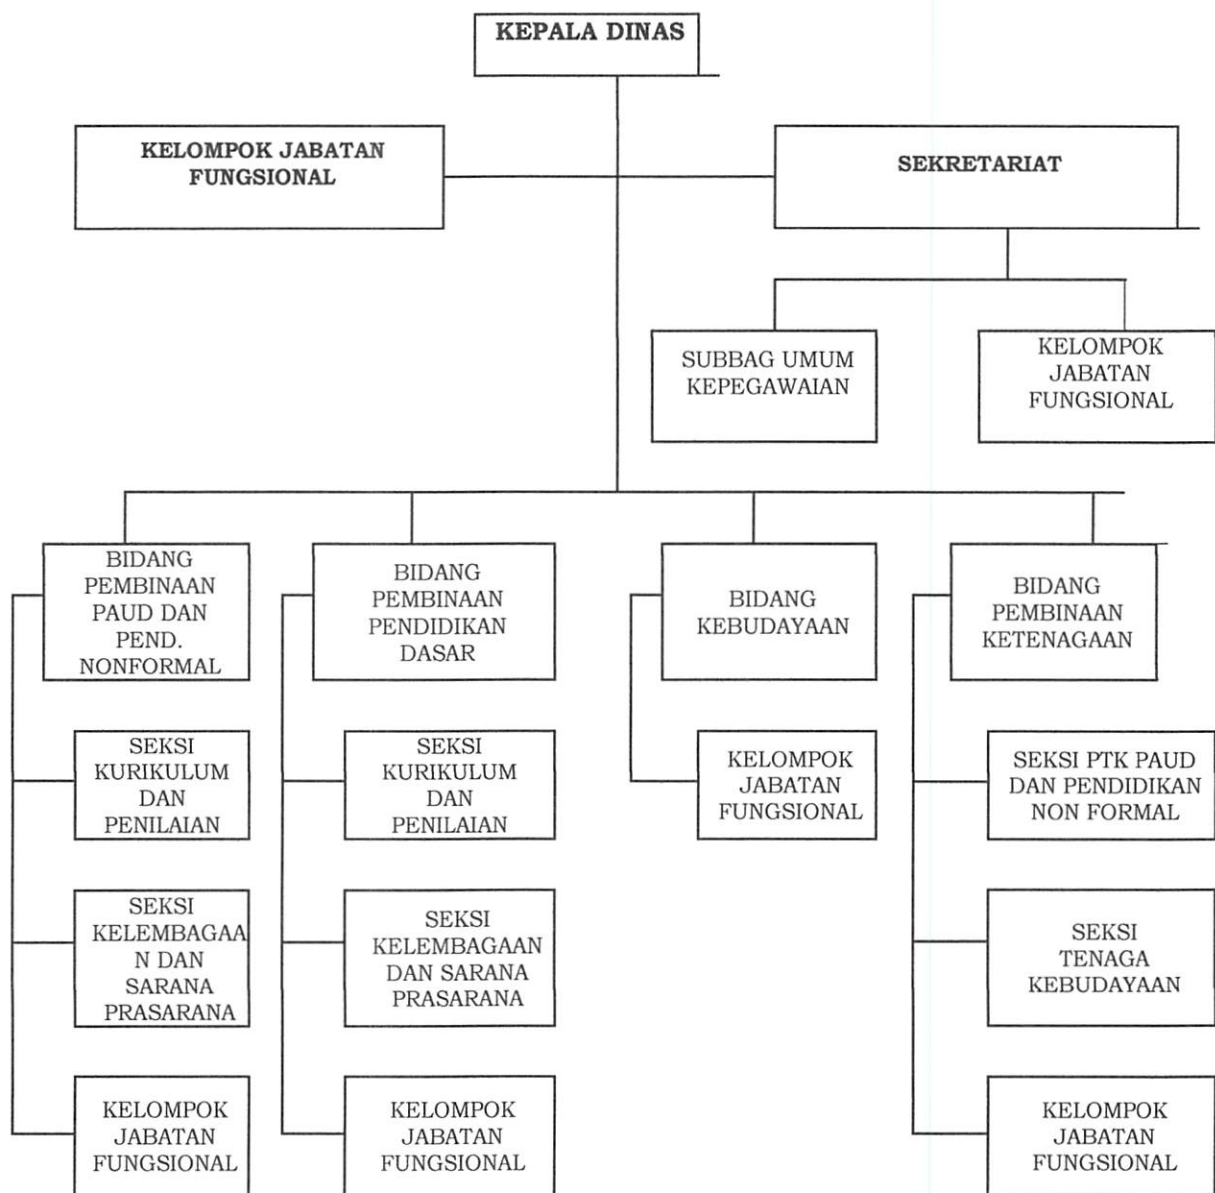 KEPALA DINAS
KELOMPOK JABATAN
FUNGSIONAL
SEKRETARIAT
SUBBAG UMUM
KEPEGAWAIAN
KELOMPOK
JABATAN
FUNGSIONAL
BIDANG
PEMBINAAN
PAUD DAN
PEND.
NONFORMAL
BIDANG
PEMBINAAN
PENDIDIKAN
DASAR
BIDANG
KEBUDAYAAN
BIDANG
PEMBINAAN
KETENAGAAN
SEKSI
KURIKULUM
DAN
PENILAIAN
SEKSI
KURIKULUM
DAN
PENILAIAN
KELOMPOK
JABATAN
FUNGSIONAL
SEKSI PTK PAUD
DAN PENDIDIKAN
NON FORMAL
SEKSI
KELEMBAGAA
N DAN
SARANA
PRASARANA
SEKSI
KELEMBAGAAN
DAN SARANA
PRASARANA
SEKSI
TENAGA
KEBUDAYAAN
KELOMPOK
JABATAN
FUNGSIONAL
KELOMPOK
JABATAN
FUNGSIONAL
KELOMPOK
JABATAN
FUNGSIONAL